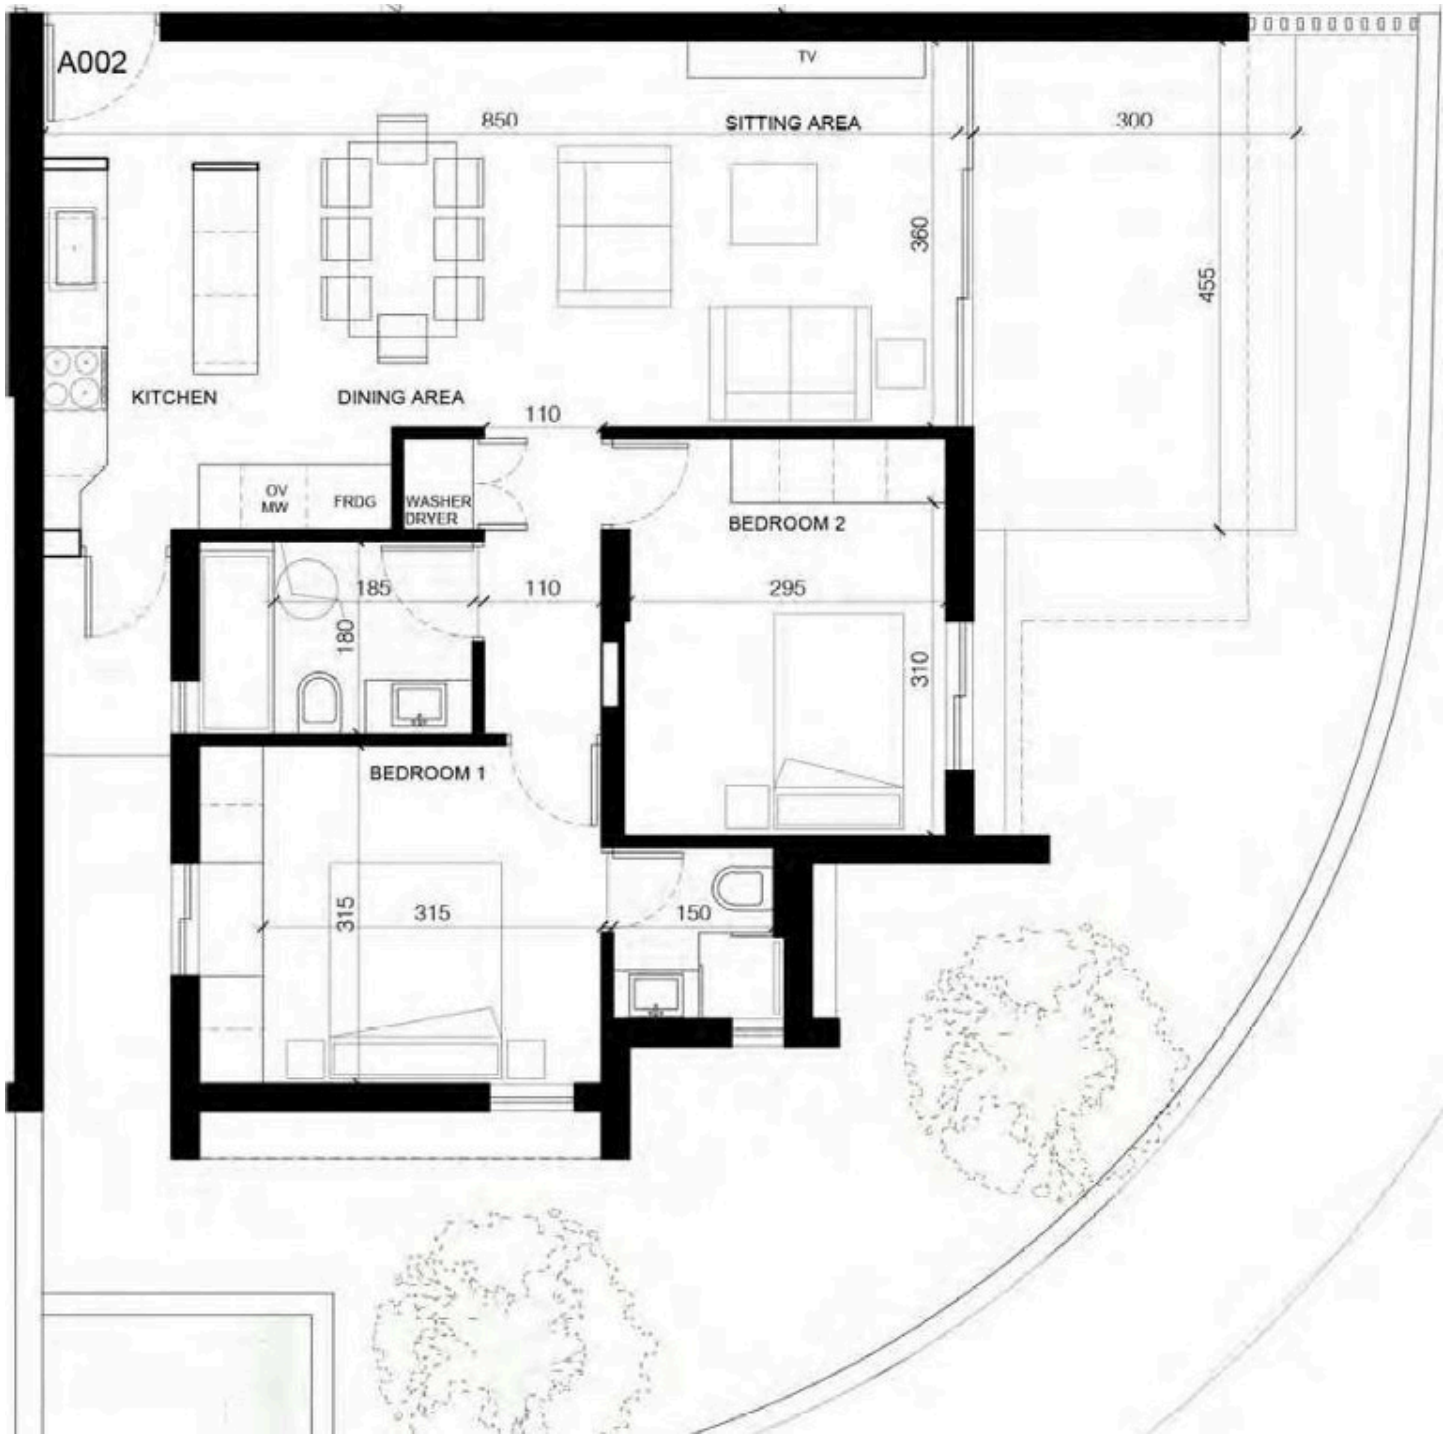 A002
TV
850
SITTING AREA
300
360
455
KITCHEN
DINING AREA
110
OV
MW
FRDG
WASHER
DRYER
BEDROOM 2
185
110
295
180
310
BEDROOM 1
315
315
150